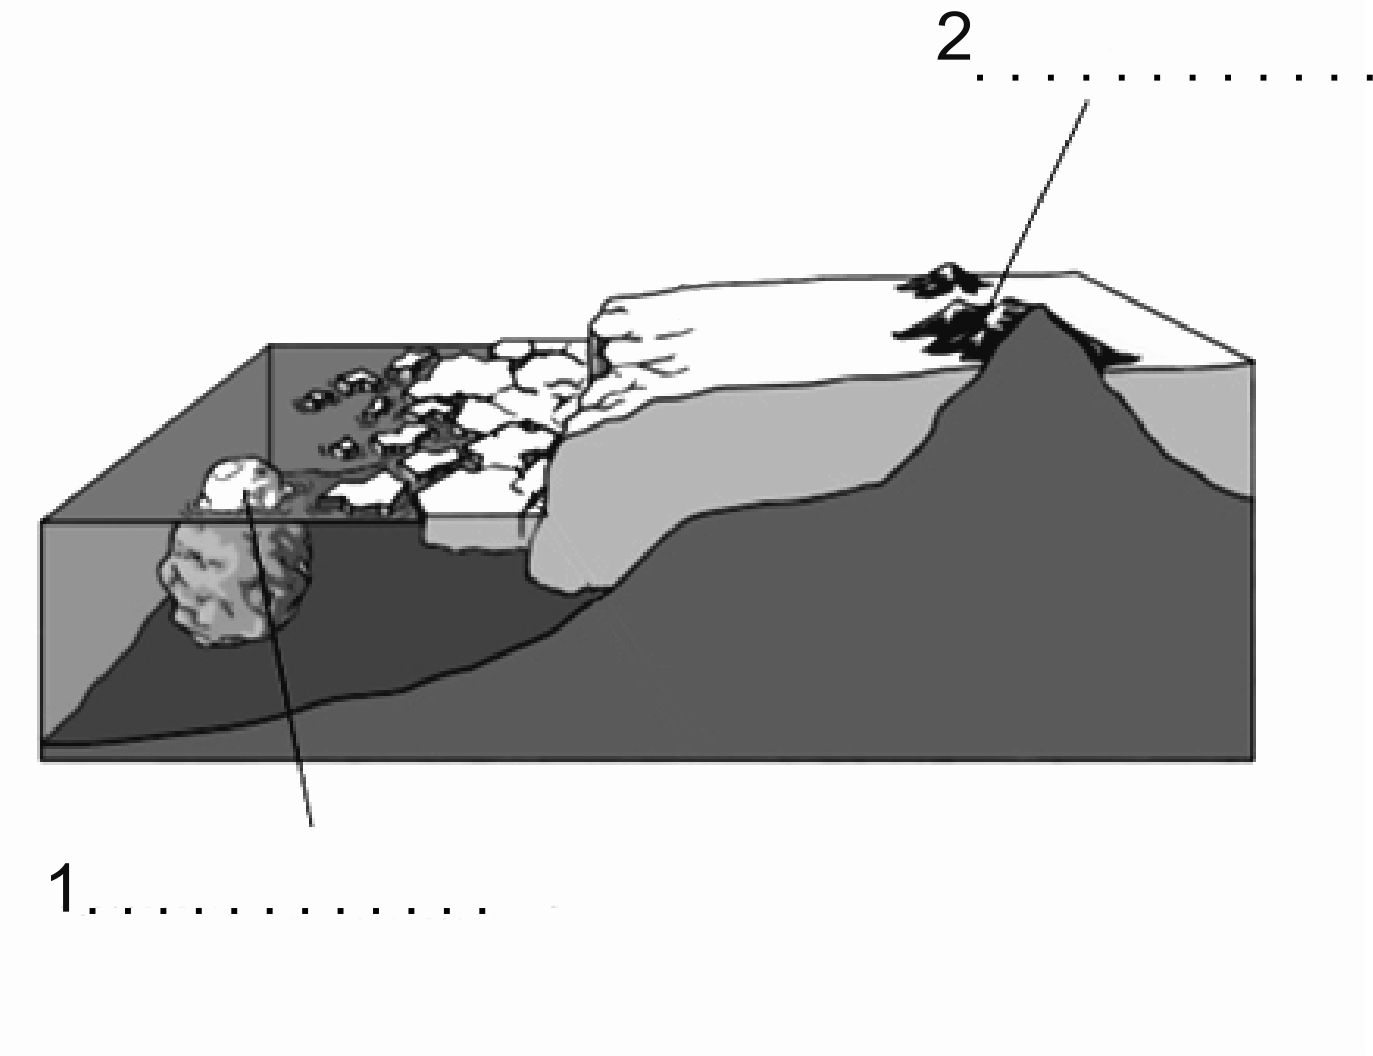 2. . . . . . . . . . . .
1. . . . . . . . . . . .